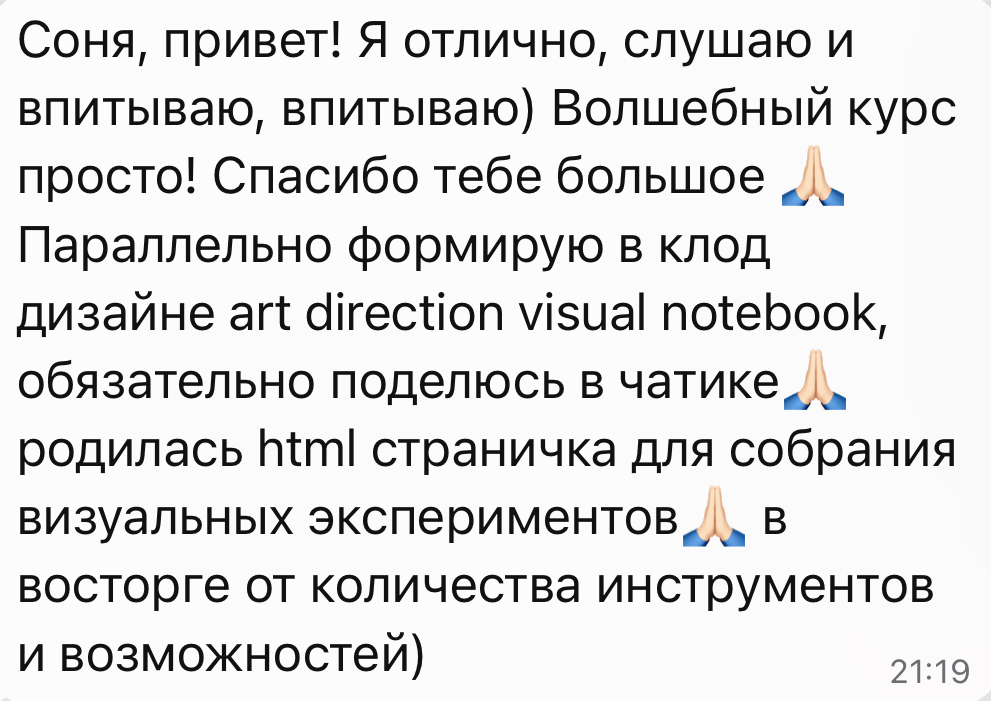 Соня, привет! Я отлично, слушаю и
впитываю, впитываю) Волшебный курс
просто! Спасибо тебе большое 🙏🏻
Параллельно формирую в клод
дизайне art direction visual notebook,
обязательно поделюсь в чатике🙏🏻
родилась html страничка для собрания
визуальных экспериментов🙏🏻 в
восторге от количества инструментов
и возможностей)
21:19